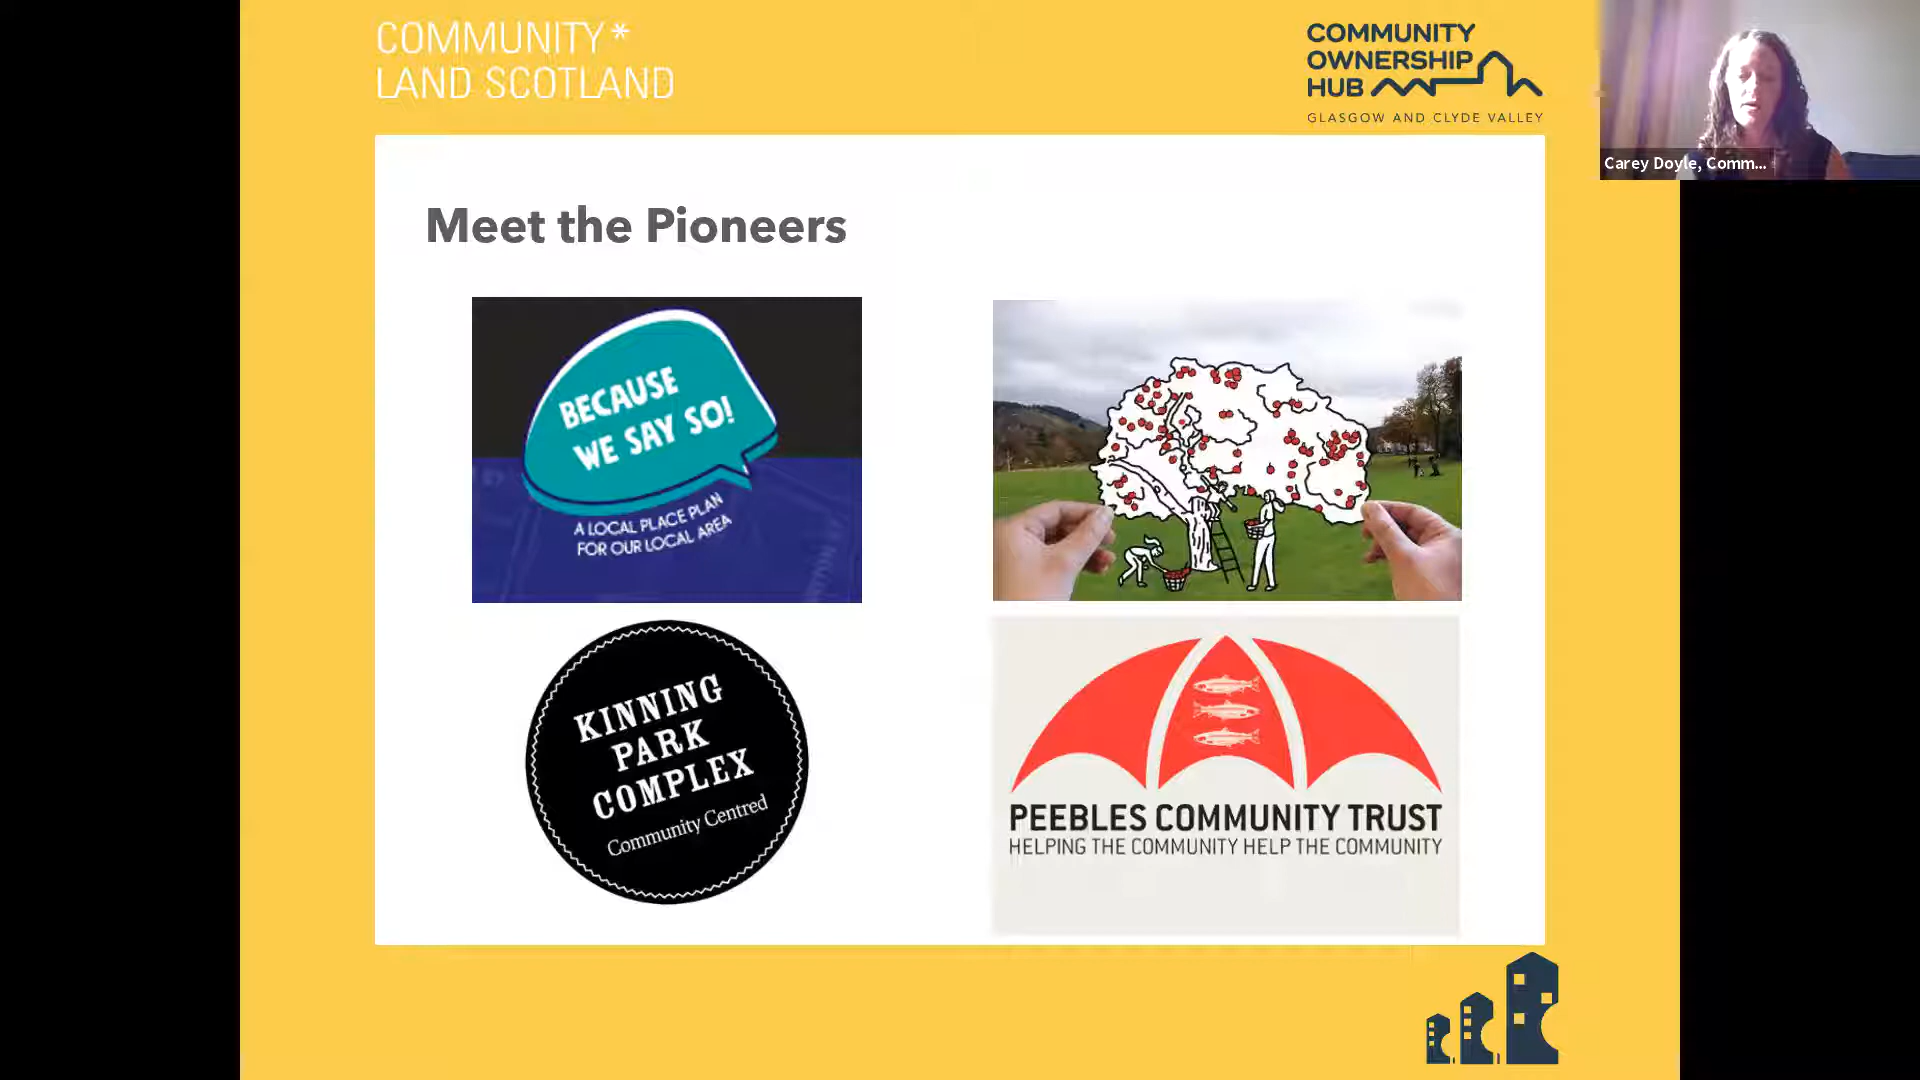 COMMUNITY*
LAND SCOTLAND
COMMUNITY
OWNERSHIP
HUB
GLASGOW AND CLYDE VALLEY
Carey Doyle, Comm...
Meet the Pioneers
BECAUSE
WE SAY SO!
A LOCAL PLACE PLAN
FOR OUR LOCAL AREA
KINNING
PARK
COMPLEX
Community Centred
PEEBLES COMMUNITY TRUST
HELPING THE COMMUNITY HELP THE COMMUNITY